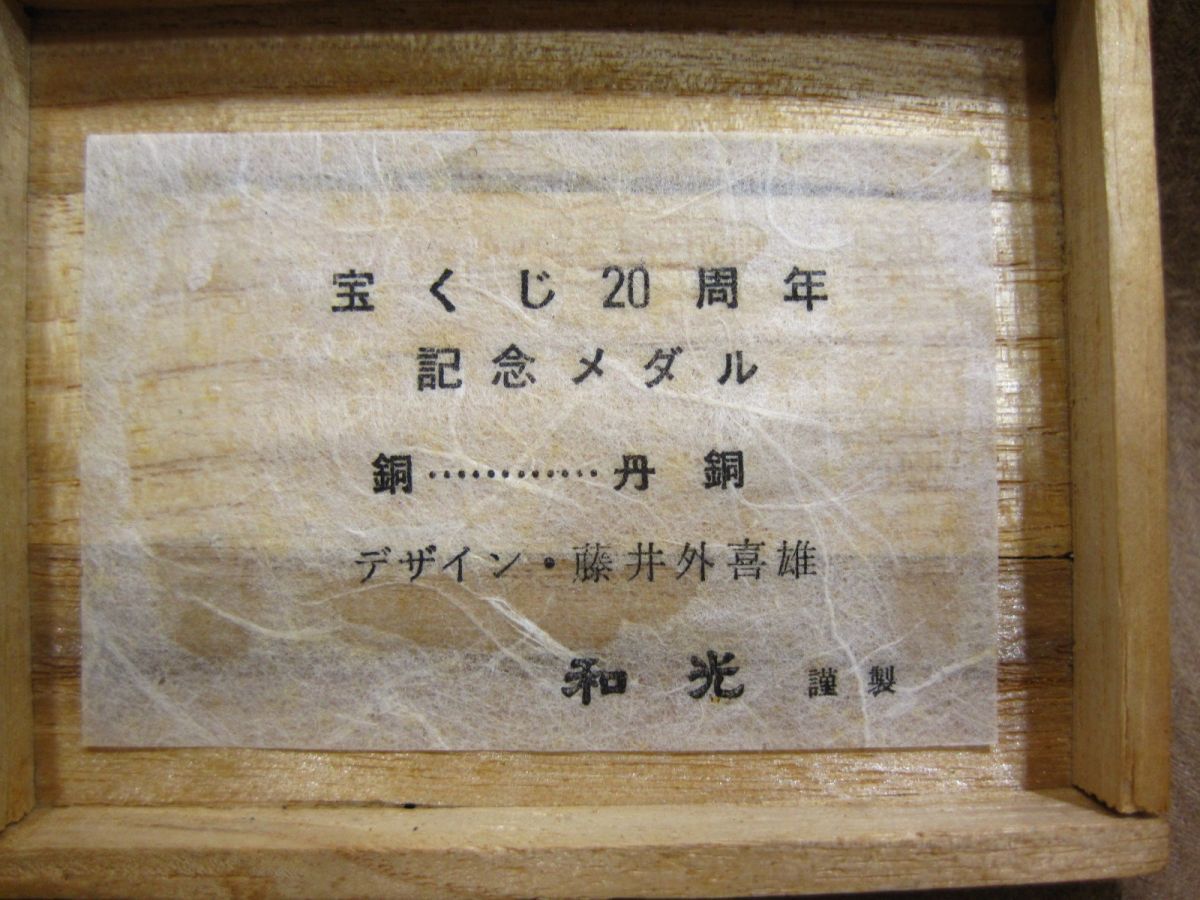 宝くじ20周年
記念メダル
銅…………丹銅
デザイン・藤井外喜雄
和光 謹製